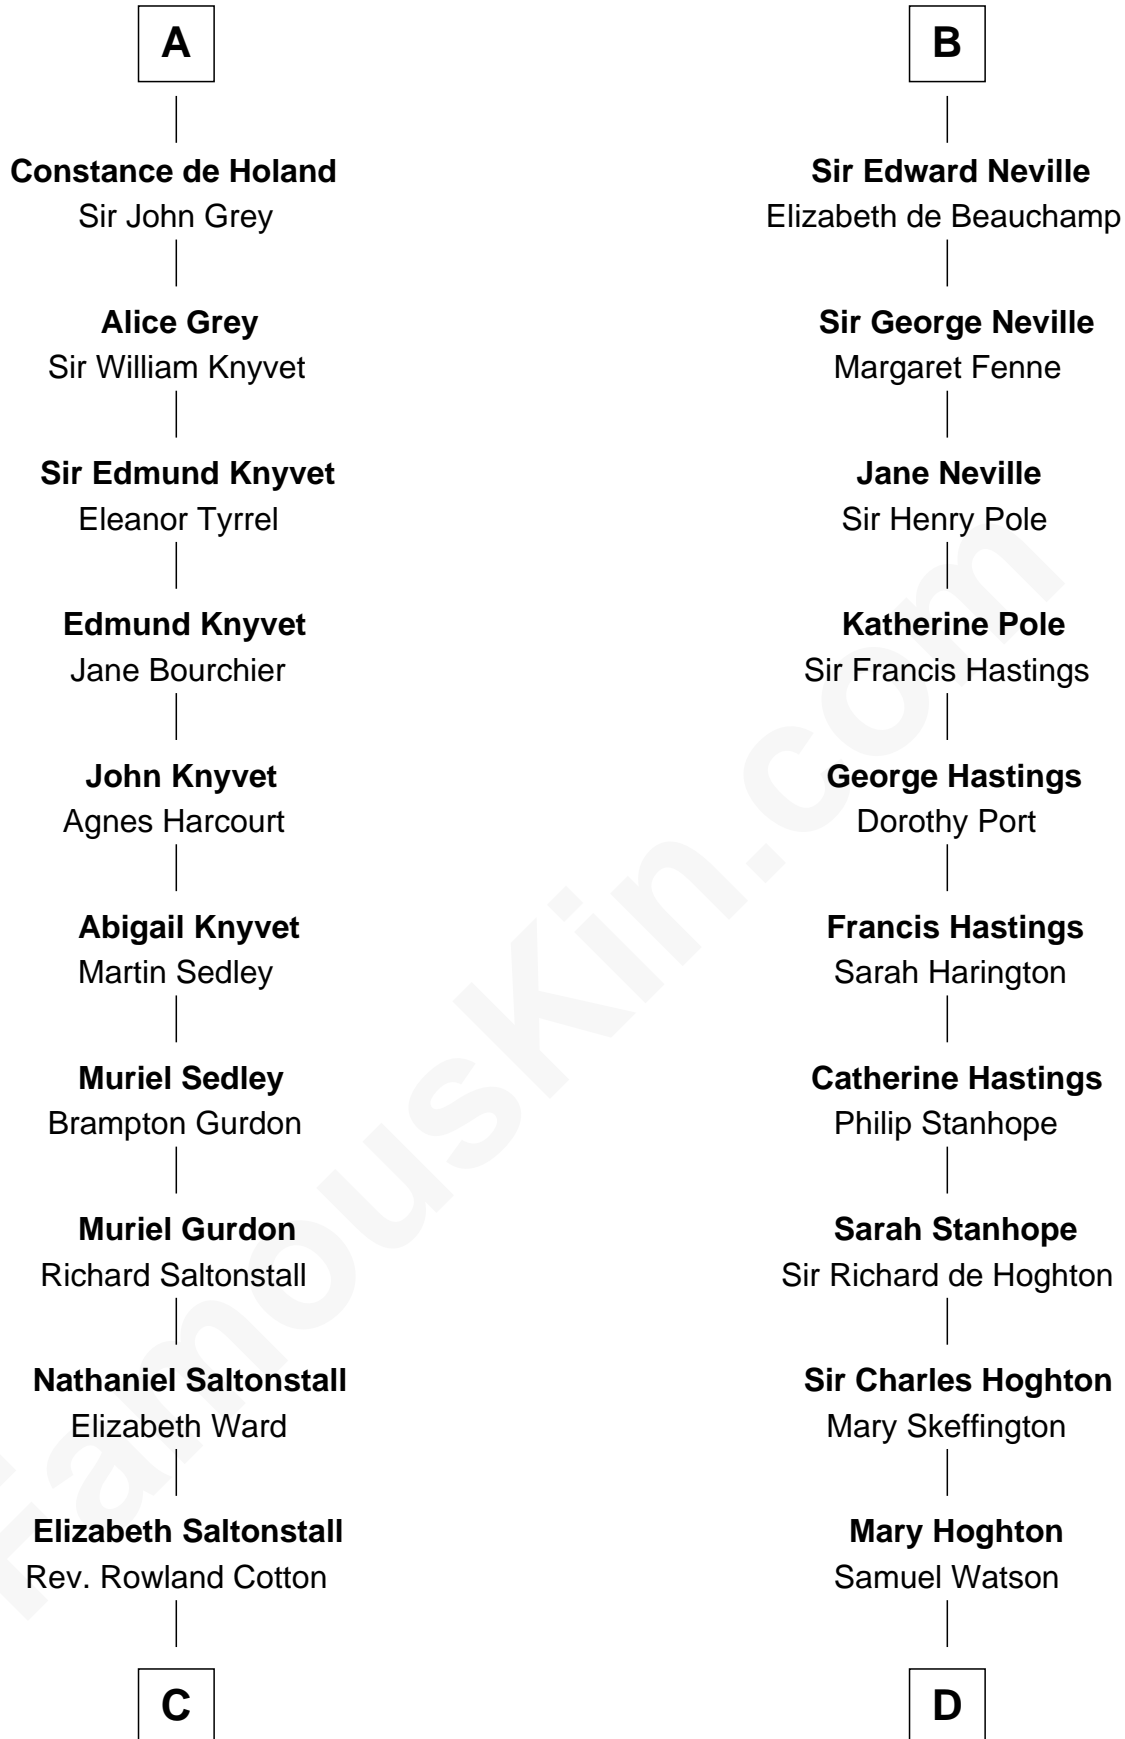 A
Constance de Holand
Sir John Grey
Alice Grey
Sir William Knyvet
Sir Edmund Knyvet
Eleanor Tyrrel
Edmund Knyvet
Jane Bourchier
John Knyvet
Agnes Harcourt
Abigail Knyvet
Martin Sedley
Muriel Sedley
Brampton Gurdon
Muriel Gurdon
Richard Saltonstall
Nathaniel Saltonstall
Elizabeth Ward
Elizabeth Saltonstall
Rev. Rowland Cotton
C
B
Sir Edward Neville
Elizabeth de Beauchamp
Sir George Neville
Margaret Fenne
Jane Neville
Sir Henry Pole
Katherine Pole
Sir Francis Hastings
George Hastings
Dorothy Port
Francis Hastings
Sarah Harington
Catherine Hastings
Philip Stanhope
Sarah Stanhope
Sir Richard de Hoghton
Sir Charles Hoghton
Mary Skeffington
Mary Hoghton
Samuel Watson
D
FamousKin.com